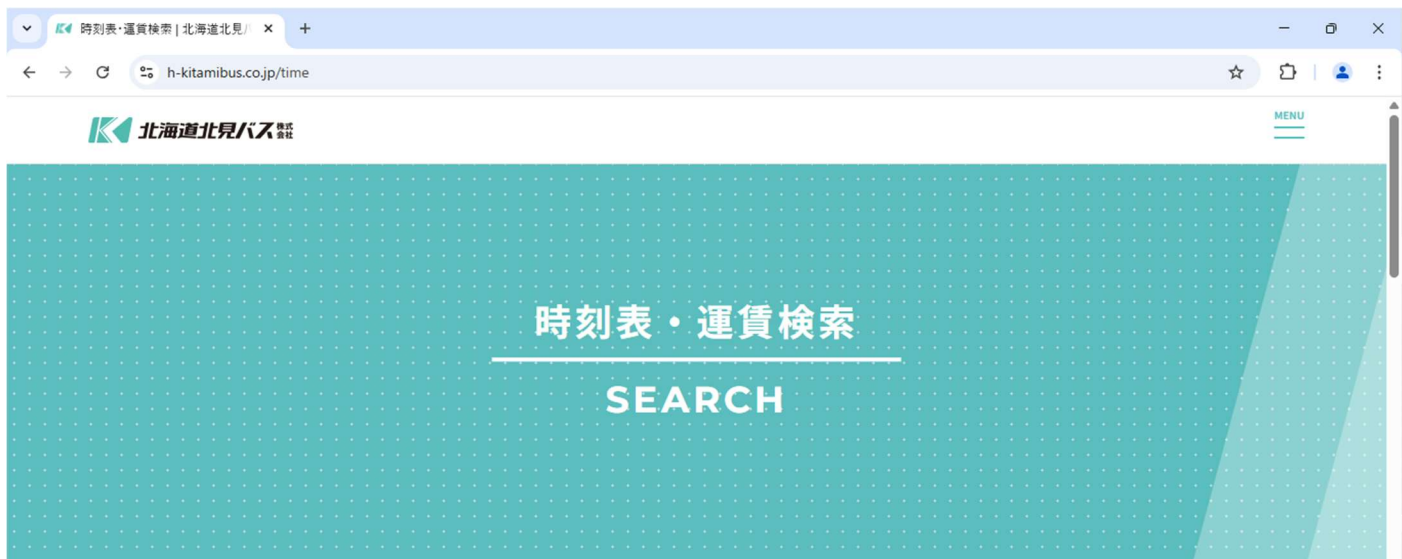 時刻表・運賃検索 | 北海道北見バ
h-kitamibus.co.jp/time
北海道北見バス株式会社
MENU
時刻表・運賃検索
SEARCH